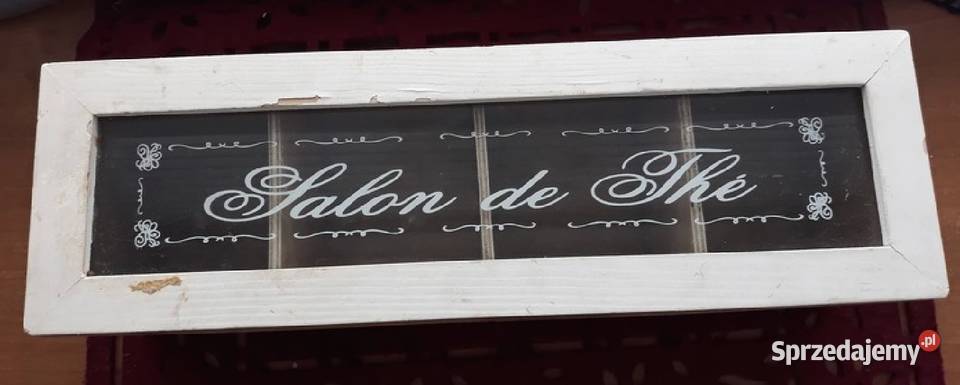 Salon de Thé
Sprzedajemy.pl